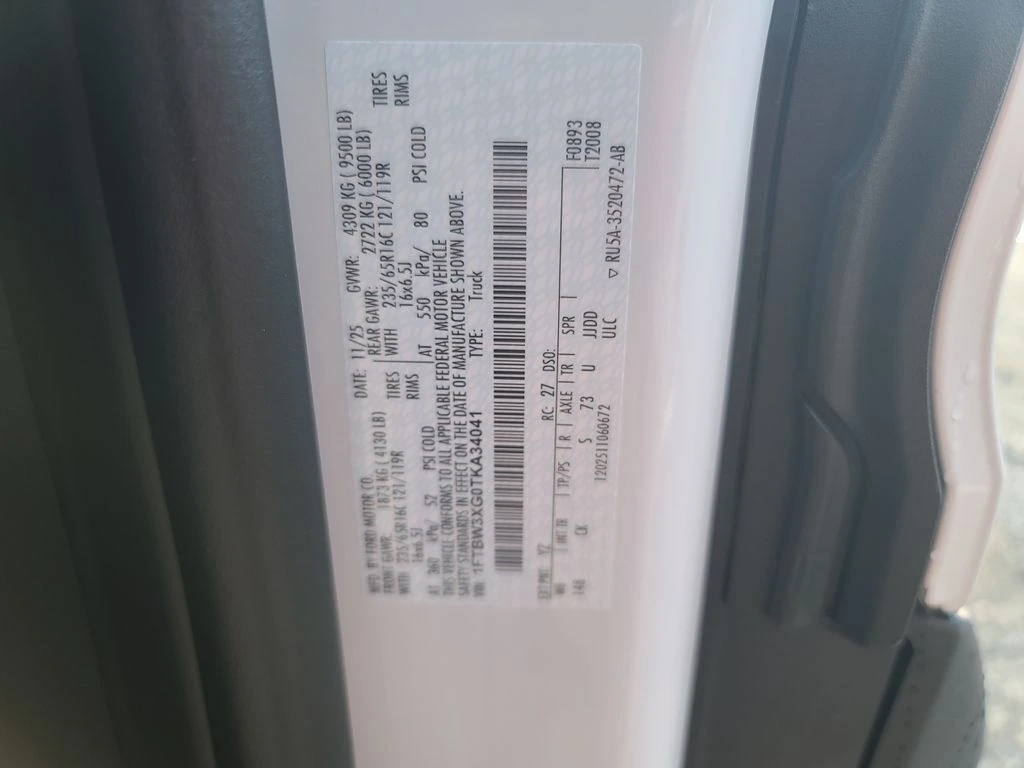 MFD. BY FORD MOTOR CO.
DATE: 11/25 GVWR: 4309 KG ( 9500 LB)
FRONT GAWR: 1873 KG ( 4130 LB) REAR GAWR: 2722 KG ( 6000 LB)
WITH 235/65R16C 121/119R TIRES WITH 235/65R16C 121/119R TIRES
16x6.5J RIMS 16x6.5J RIMS
AT 360 kPa/ 52 PSI COLD AT 550 kPa/ 80 PSI COLD
THIS VEHICLE CONFORMS TO ALL APPLICABLE FEDERAL MOTOR VEHICLE
SAFETY STANDARDS IN EFFECT ON THE DATE OF MANUFACTURE SHOWN ABOVE.
VIN: 1FTBW3XG0TKA34041 TYPE: Truck
EXT PNT: YZ RC: 27 DSO: F0893
WB INT TR TP/PS R AXLE TR SPR T2008
148 CK S 73 U JJDD
ULC
1202511060672 ▽ RU5A-3520472-AB